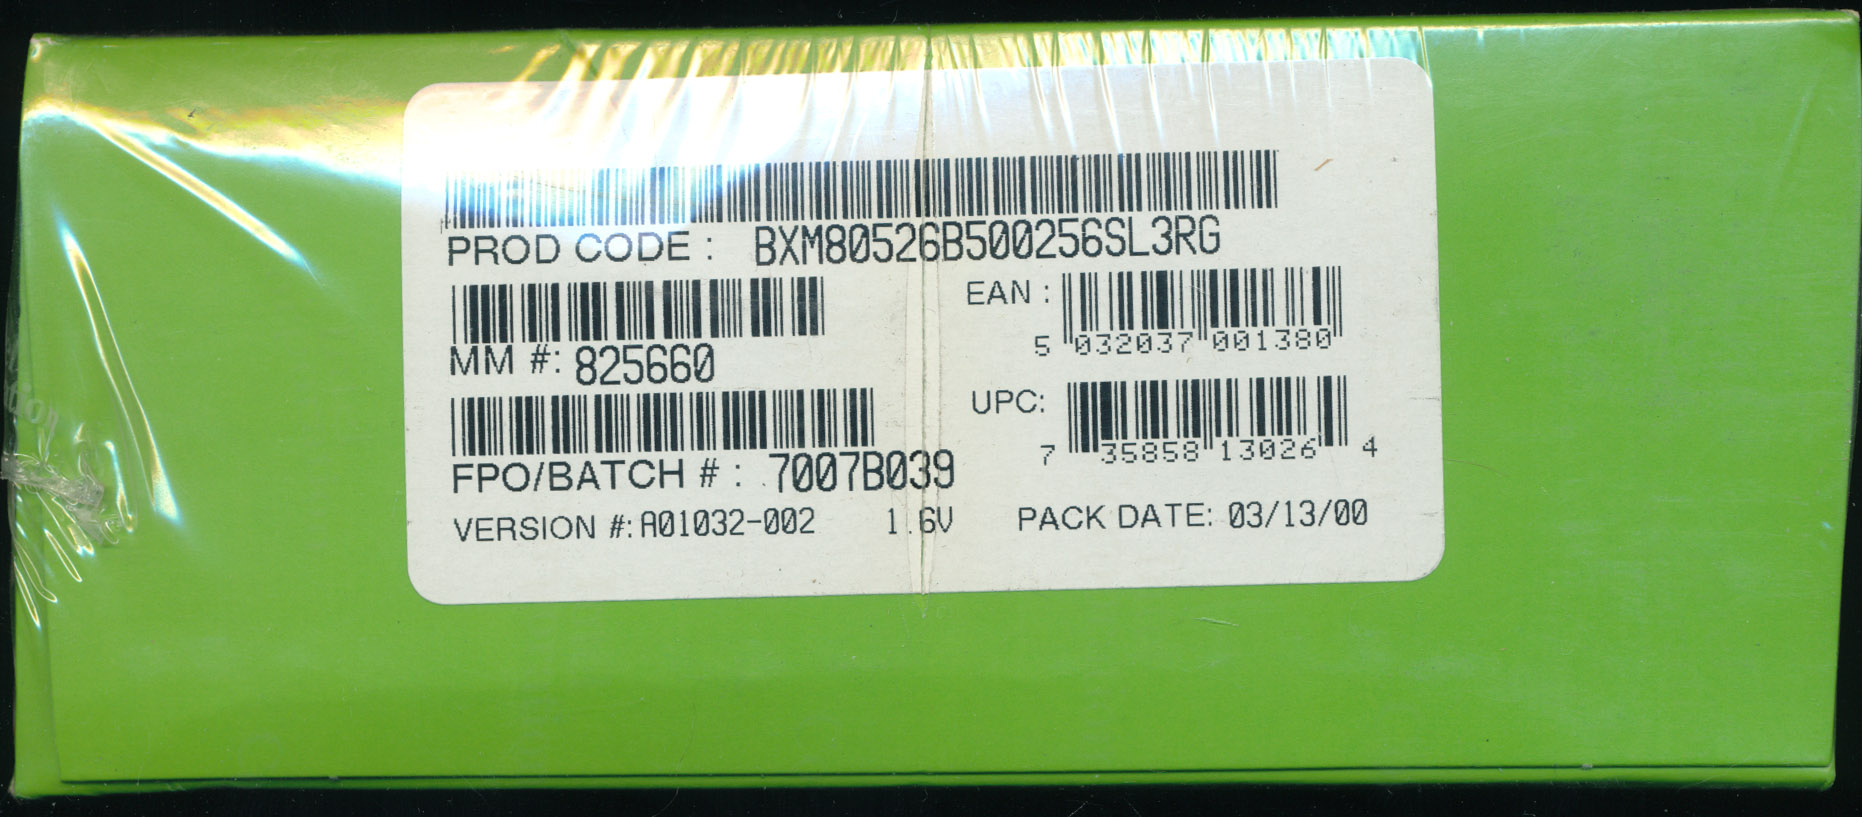 PROD CODE : BXM80526B500256SL3RG
EAN :
5 032037 001380
MM #: 825660
UPC:
7 35858 13026 4
FPO/BATCH # : 7007B039
VERSION #: A01032-002 1.6V PACK DATE: 03/13/00